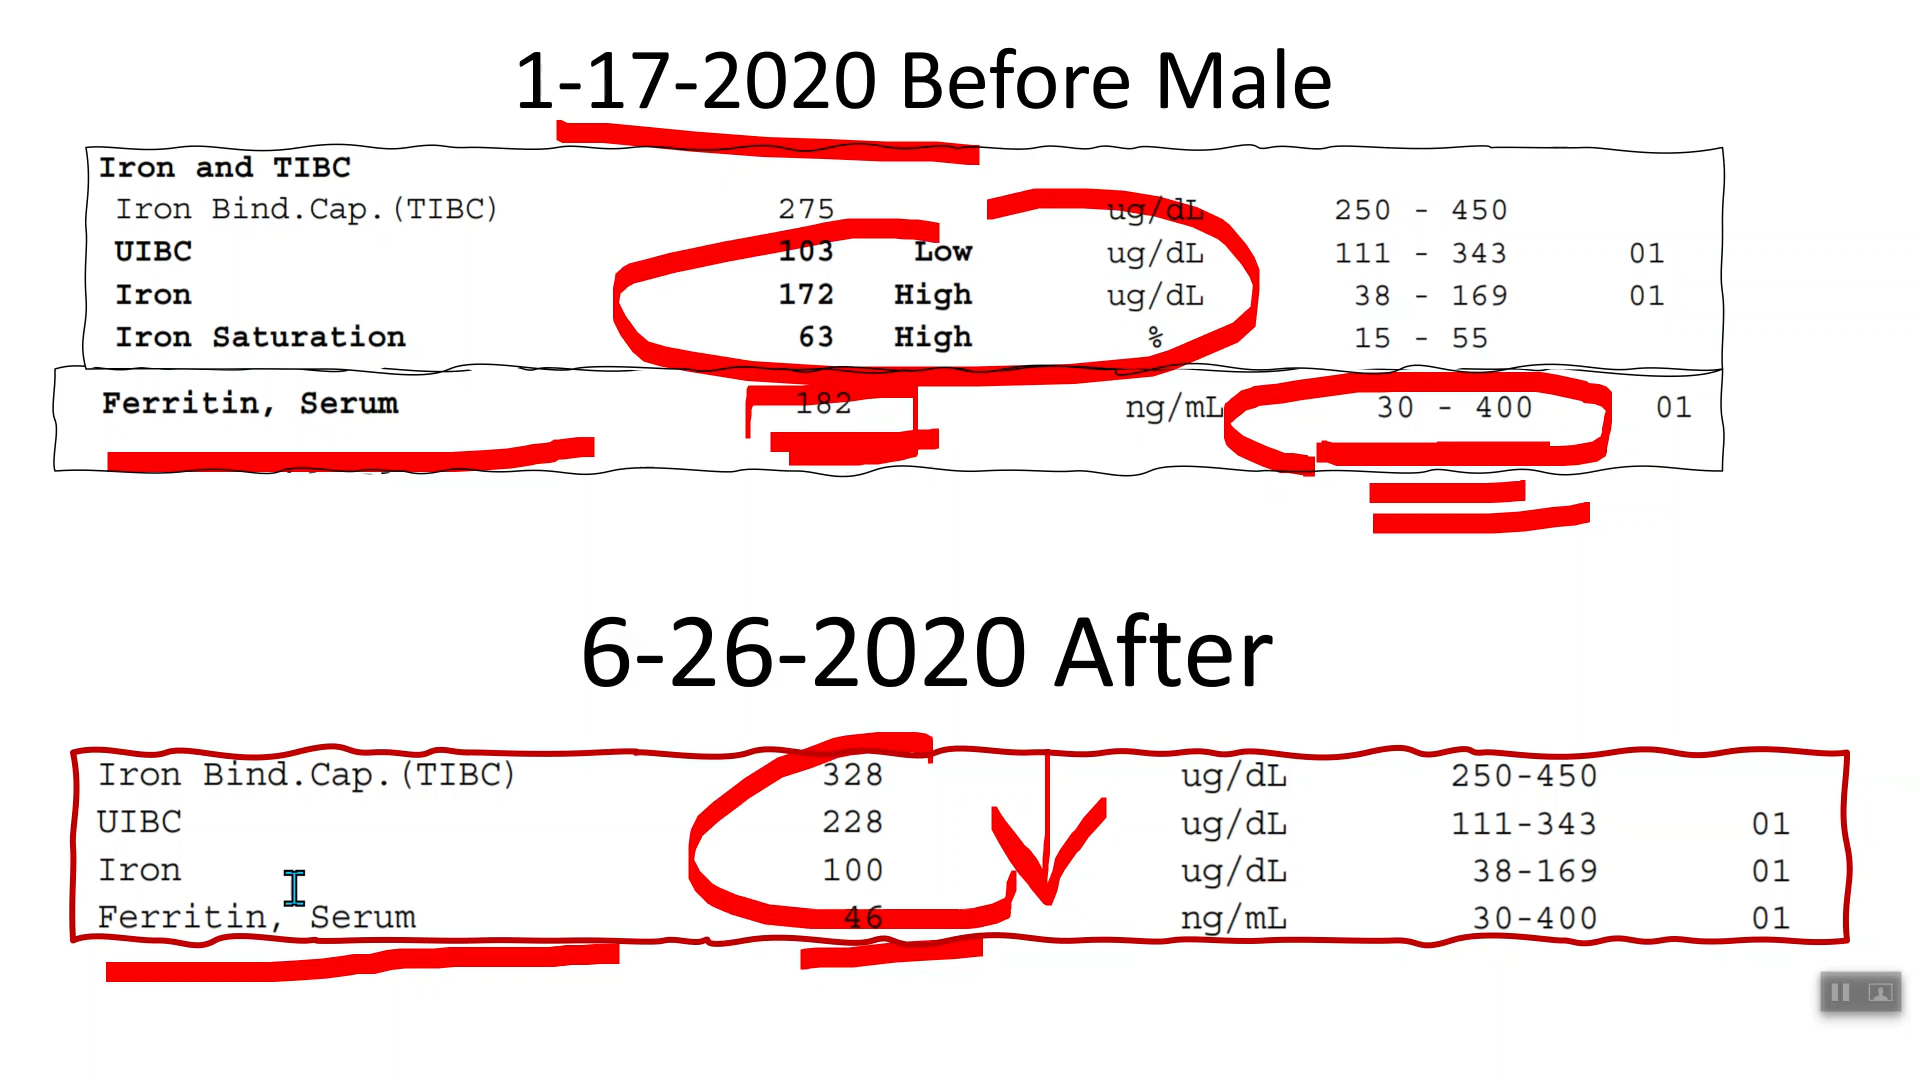 1-17-2020 Before Male
Iron and TIBC
Iron Bind.Cap.(TIBC) 275 ug/dL 250 - 450
UIBC 103 Low ug/dL 111 - 343 01
Iron 172 High ug/dL 38 - 169 01
Iron Saturation 63 High % 15 - 55
Ferritin, Serum 182 ng/mL 30 - 400 01
6-26-2020 After
Iron Bind.Cap.(TIBC) 328 ug/dL 250-450
UIBC 228 ug/dL 111-343 01
Iron 100 ug/dL 38-169 01
Ferritin, Serum 46 ng/mL 30-400 01